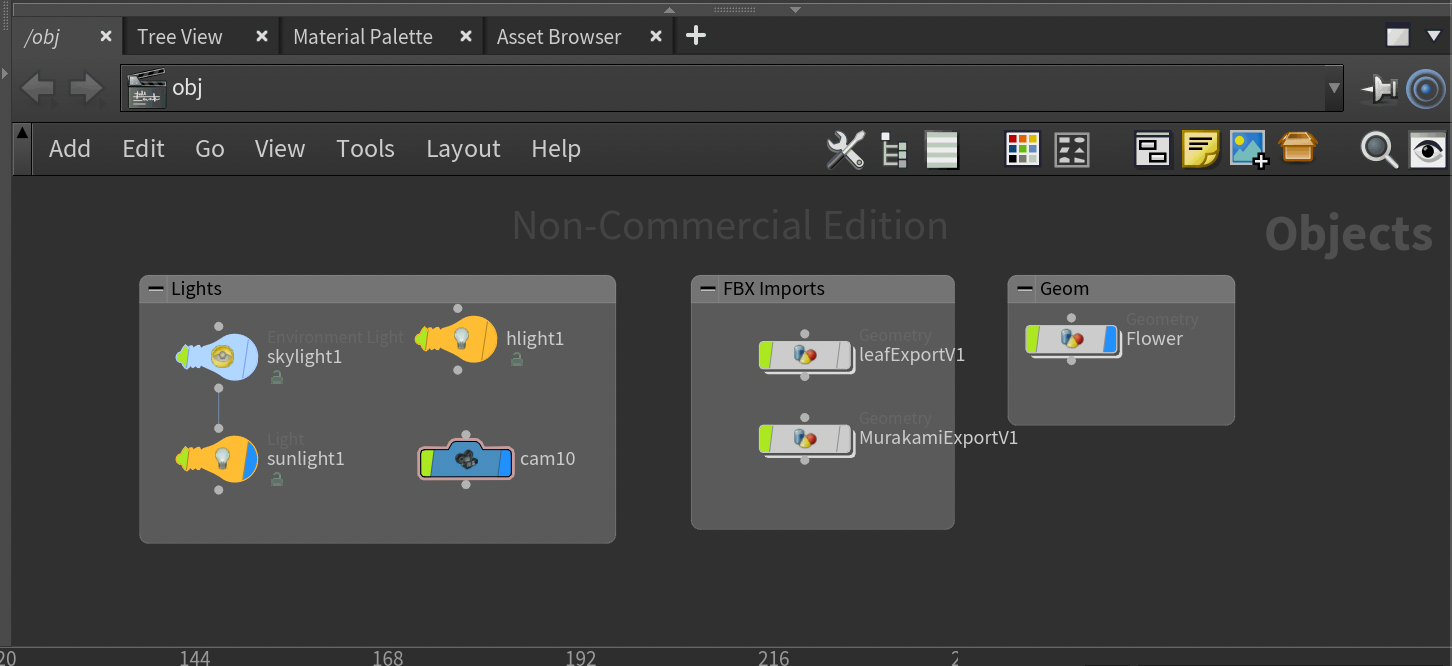 /obj
Tree View
Material Palette
Asset Browser
obj
Add Edit Go View Tools Layout Help
Non-Commercial Edition
Objects
Lights
Environment Light
skylight1
hlight1
Light
sunlight1
cam10
FBX Imports
Geometry
leafExportV1
Geometry
MurakamiExportV1
Geom
Geometry
Flower
20 144 168 192 216 2